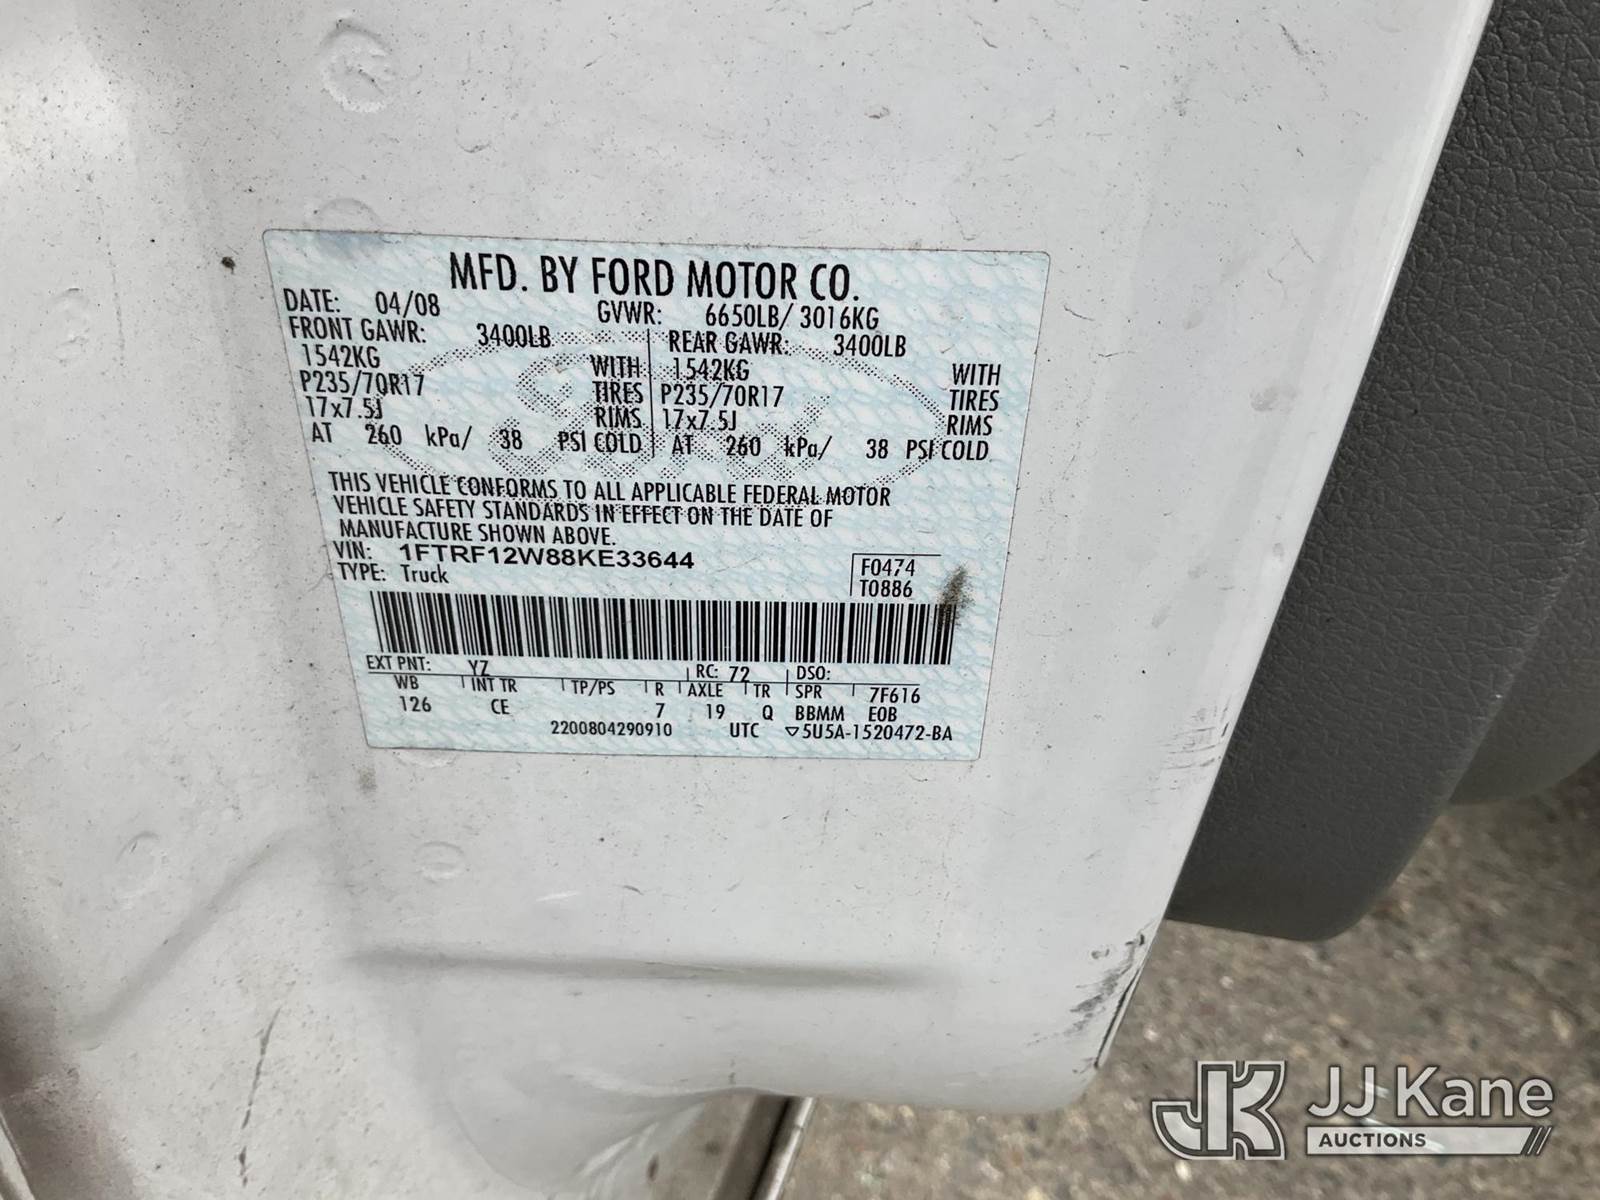 MFD. BY FORD MOTOR CO.
DATE: 04/08 GVWR: 6650LB/ 3016KG
FRONT GAWR: 3400LB REAR GAWR: 3400LB
1542KG WITH 1542KG WITH
P235/70R17 TIRES P235/70R17 TIRES
17x7.5J RIMS 17x7.5J RIMS
AT 260 kPa/ 38 PSI COLD AT 260 kPa/ 38 PSI COLD
THIS VEHICLE CONFORMS TO ALL APPLICABLE FEDERAL MOTOR
VEHICLE SAFETY STANDARDS IN EFFECT ON THE DATE OF
MANUFACTURE SHOWN ABOVE.
VIN: 1FTRF12W88KE33644
TYPE: Truck
F0474
T0886
EXT PNT: YZ RC: 72 DSO:
WB INT TR TP/PS R AXLE TR SPR 7F616
126 CE 7 19 Q BBMM EOB
2200804290910 UTC ▽5U5A-1520472-BA
JK JJ Kane
AUCTIONS